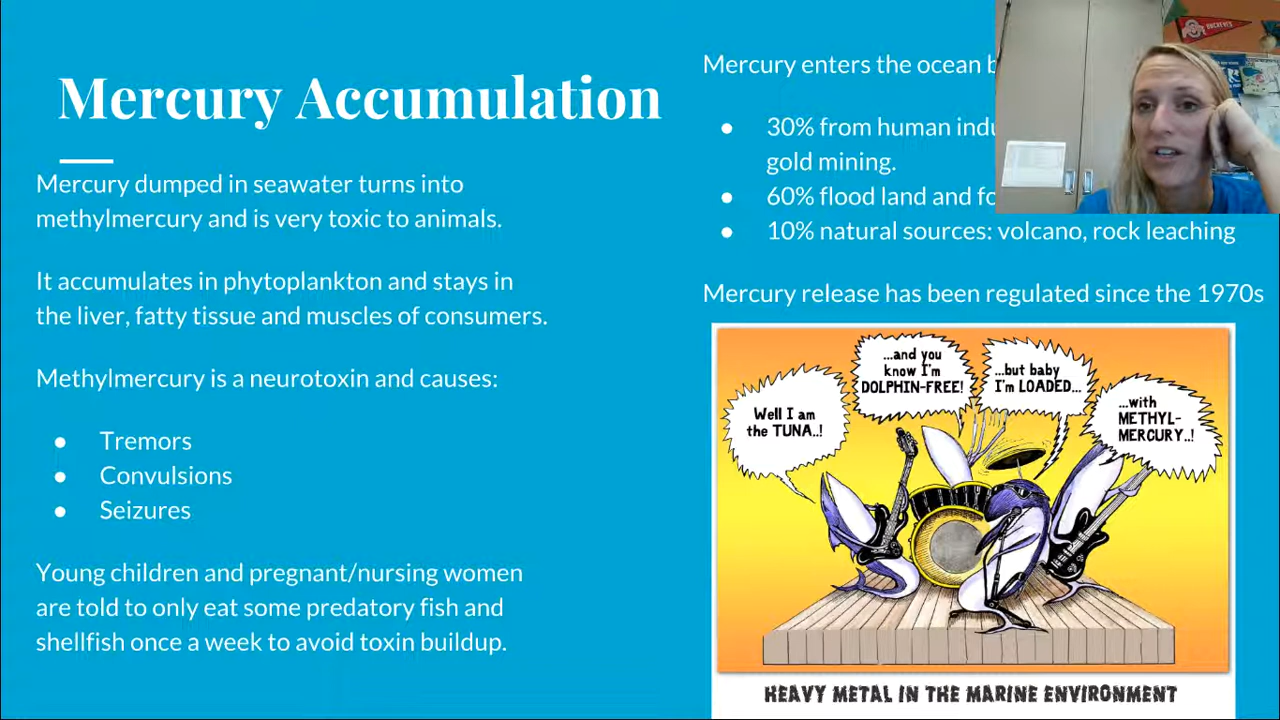 Mercury Accumulation
Mercury dumped in seawater turns into
methylmercury and is very toxic to animals.
It accumulates in phytoplankton and stays in
the liver, fatty tissue and muscles of consumers.
Methylmercury is a neurotoxin and causes:
● Tremors
● Convulsions
● Seizures
Young children and pregnant/nursing women
are told to only eat some predatory fish and
shellfish once a week to avoid toxin buildup.
Mercury enters the ocean
● 30% from human
gold mining.
● 60% flood land and
● 10% natural sources: volcano, rock leaching
Mercury release has been regulated since the 1970s
Well I am
the TUNA..!
...and you
know I'm
DOLPHIN-FREE!
...but baby
I'm LOADED...
...with
METHYL-
MERCURY..!
HEAVY METAL IN THE MARINE ENVIRONMENT
BUCKEYES